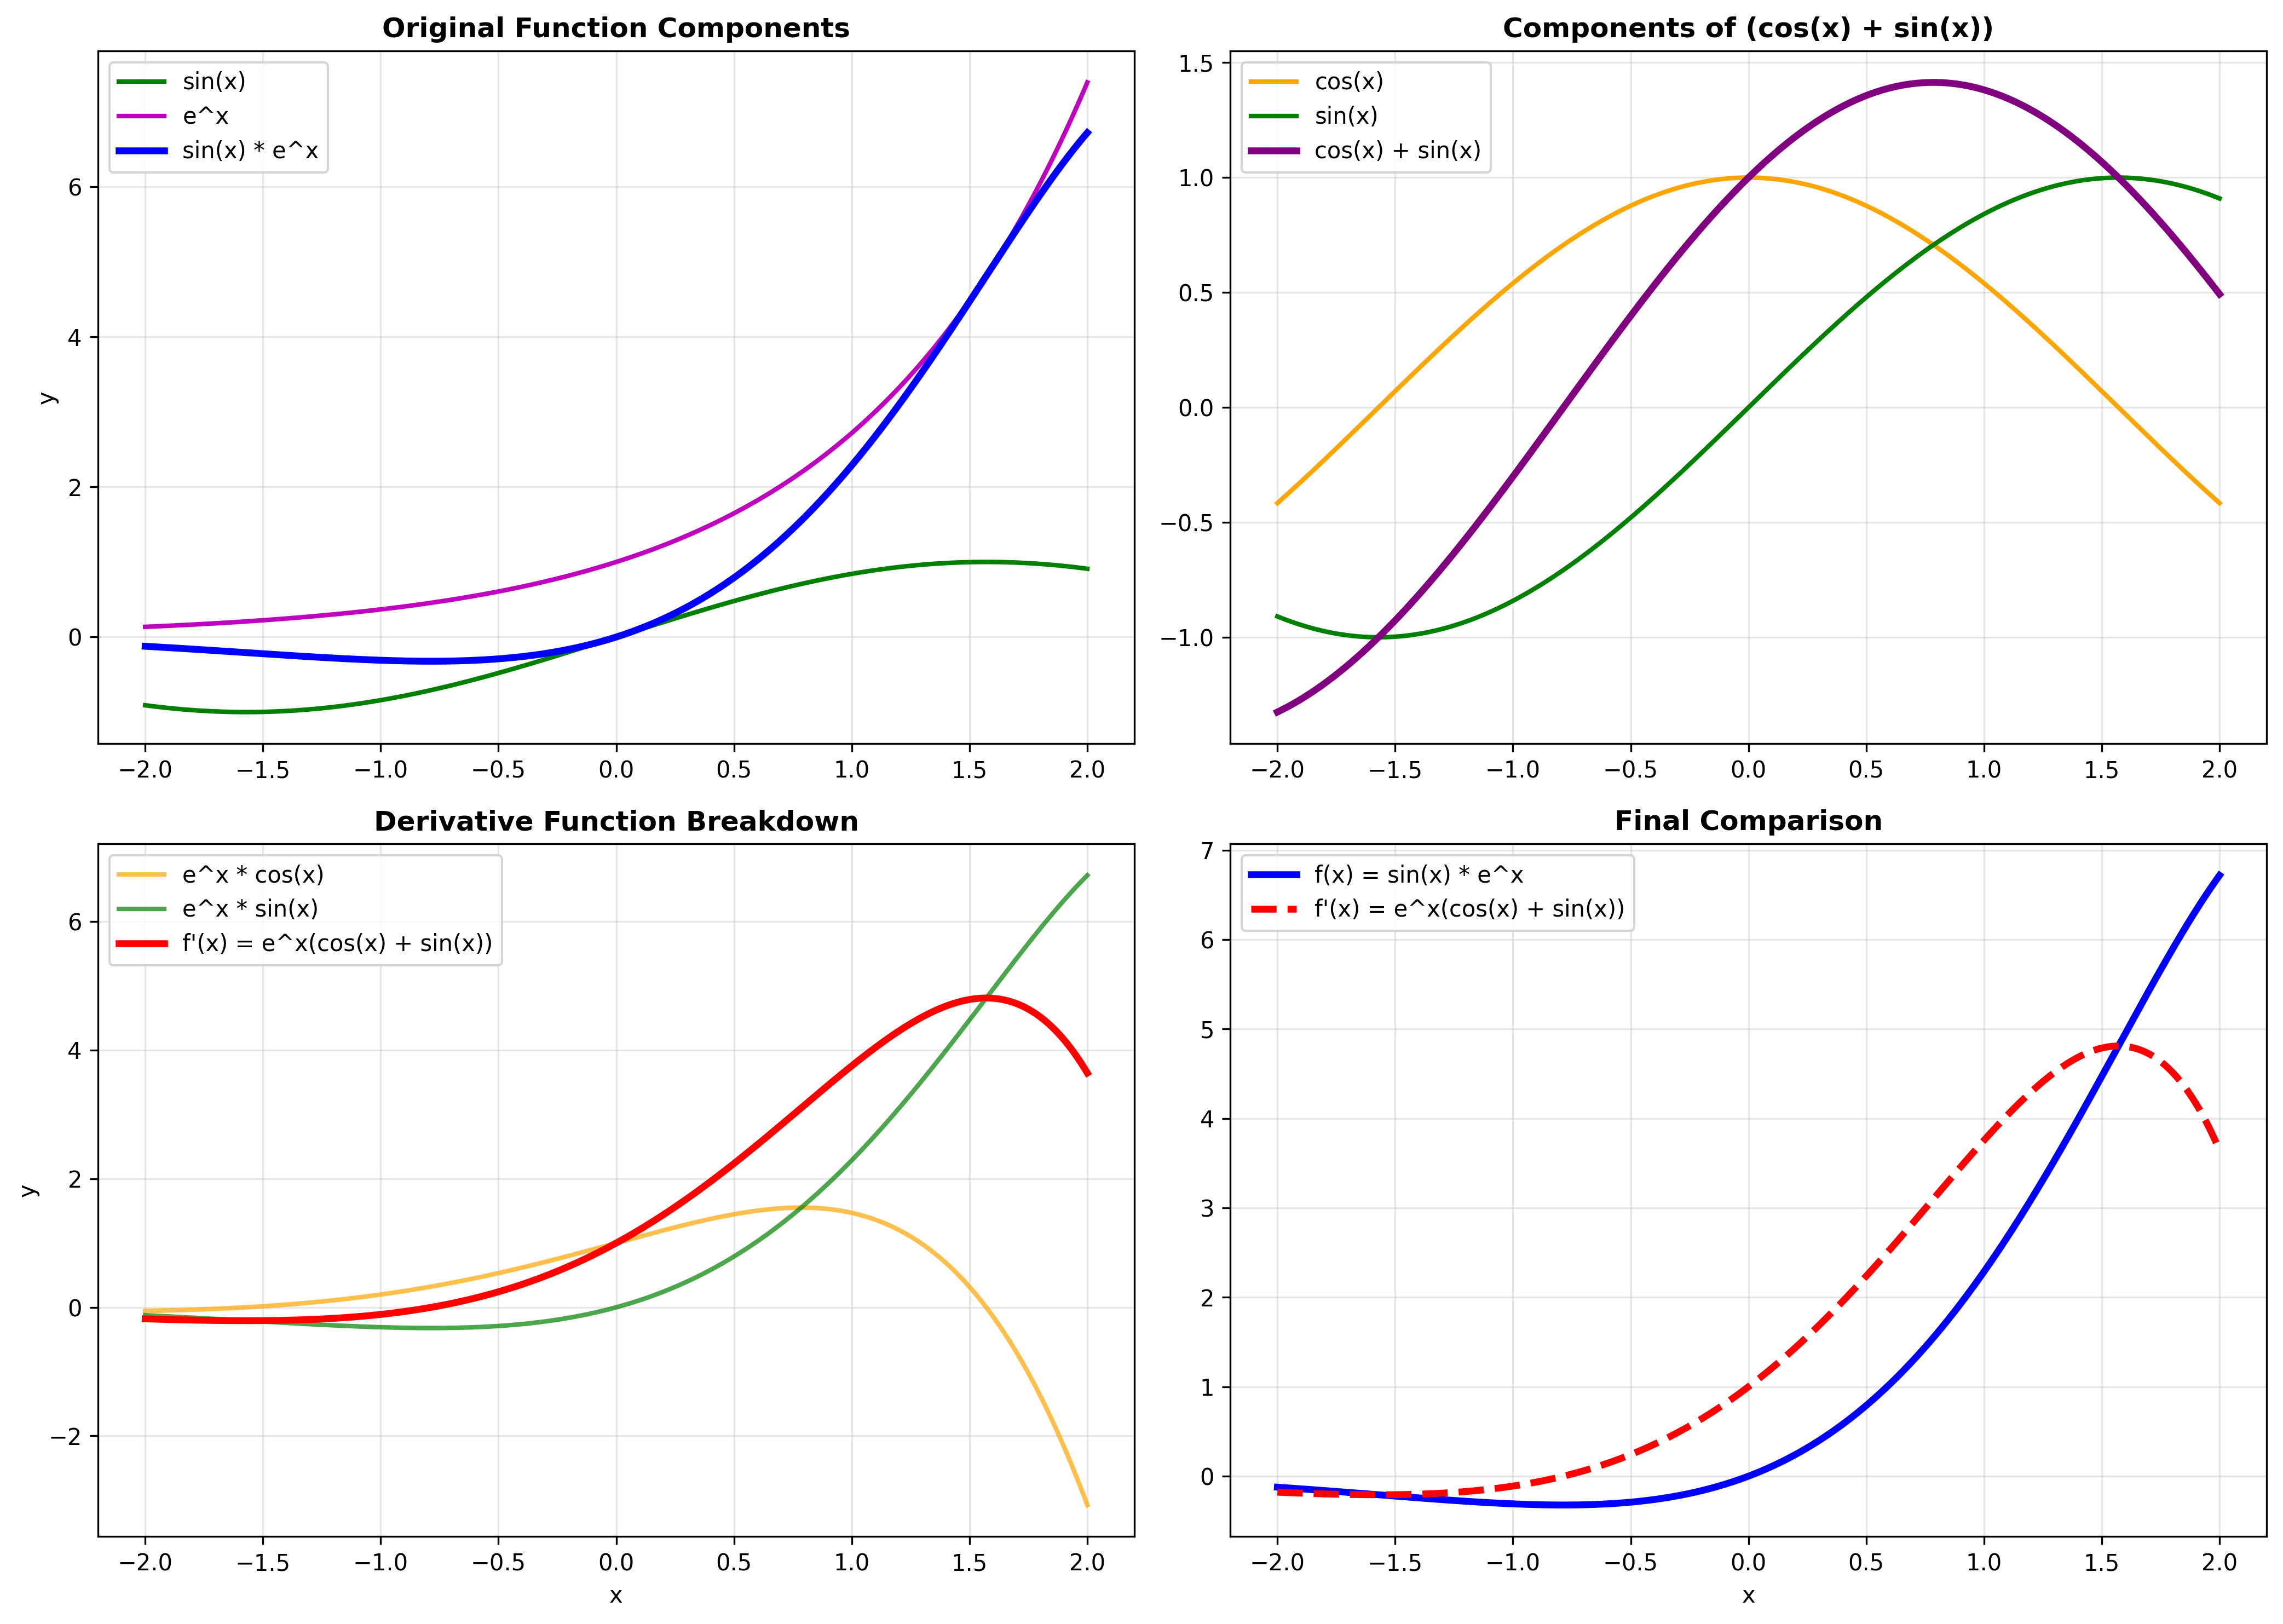 Original Function Components
sin(x)
e^x
sin(x) * e^x
y
6
4
2
0
−2.0 −1.5 −1.0 −0.5 0.0 0.5 1.0 1.5 2.0
Components of (cos(x) + sin(x))
cos(x)
sin(x)
cos(x) + sin(x)
1.5
1.0
0.5
0.0
−0.5
−1.0
−2.0 −1.5 −1.0 −0.5 0.0 0.5 1.0 1.5 2.0
Derivative Function Breakdown
e^x * cos(x)
e^x * sin(x)
f'(x) = e^x(cos(x) + sin(x))
y
6
4
2
0
−2
−2.0 −1.5 −1.0 −0.5 0.0 0.5 1.0 1.5 2.0
x
Final Comparison
f(x) = sin(x) * e^x
f'(x) = e^x(cos(x) + sin(x))
7
6
5
4
3
2
1
0
−2.0 −1.5 −1.0 −0.5 0.0 0.5 1.0 1.5 2.0
x